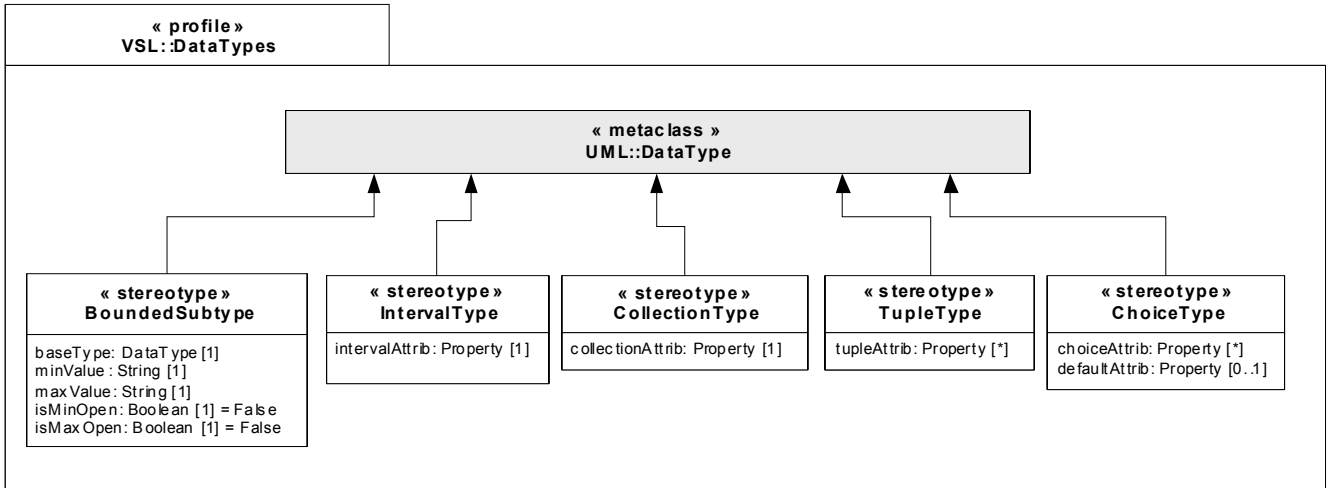 « profile »
VSL::DataTypes
« metaclass »
UML::DataType
« stereotype »
BoundedSubtype
baseType: DataType [1]
minValue: String [1]
maxValue: String [1]
isMinOpen: Boolean [1] = False
isMaxOpen: Boolean [1] = False
« stereotype »
IntervalType
intervalAttrib: Property [1]
« stereotype »
CollectionType
collectionAttrib: Property [1]
« stereotype »
TupleType
tupleAttrib: Property [*]
« stereotype »
ChoiceType
choiceAttrib: Property [*]
defaultAttrib: Property [0..1]